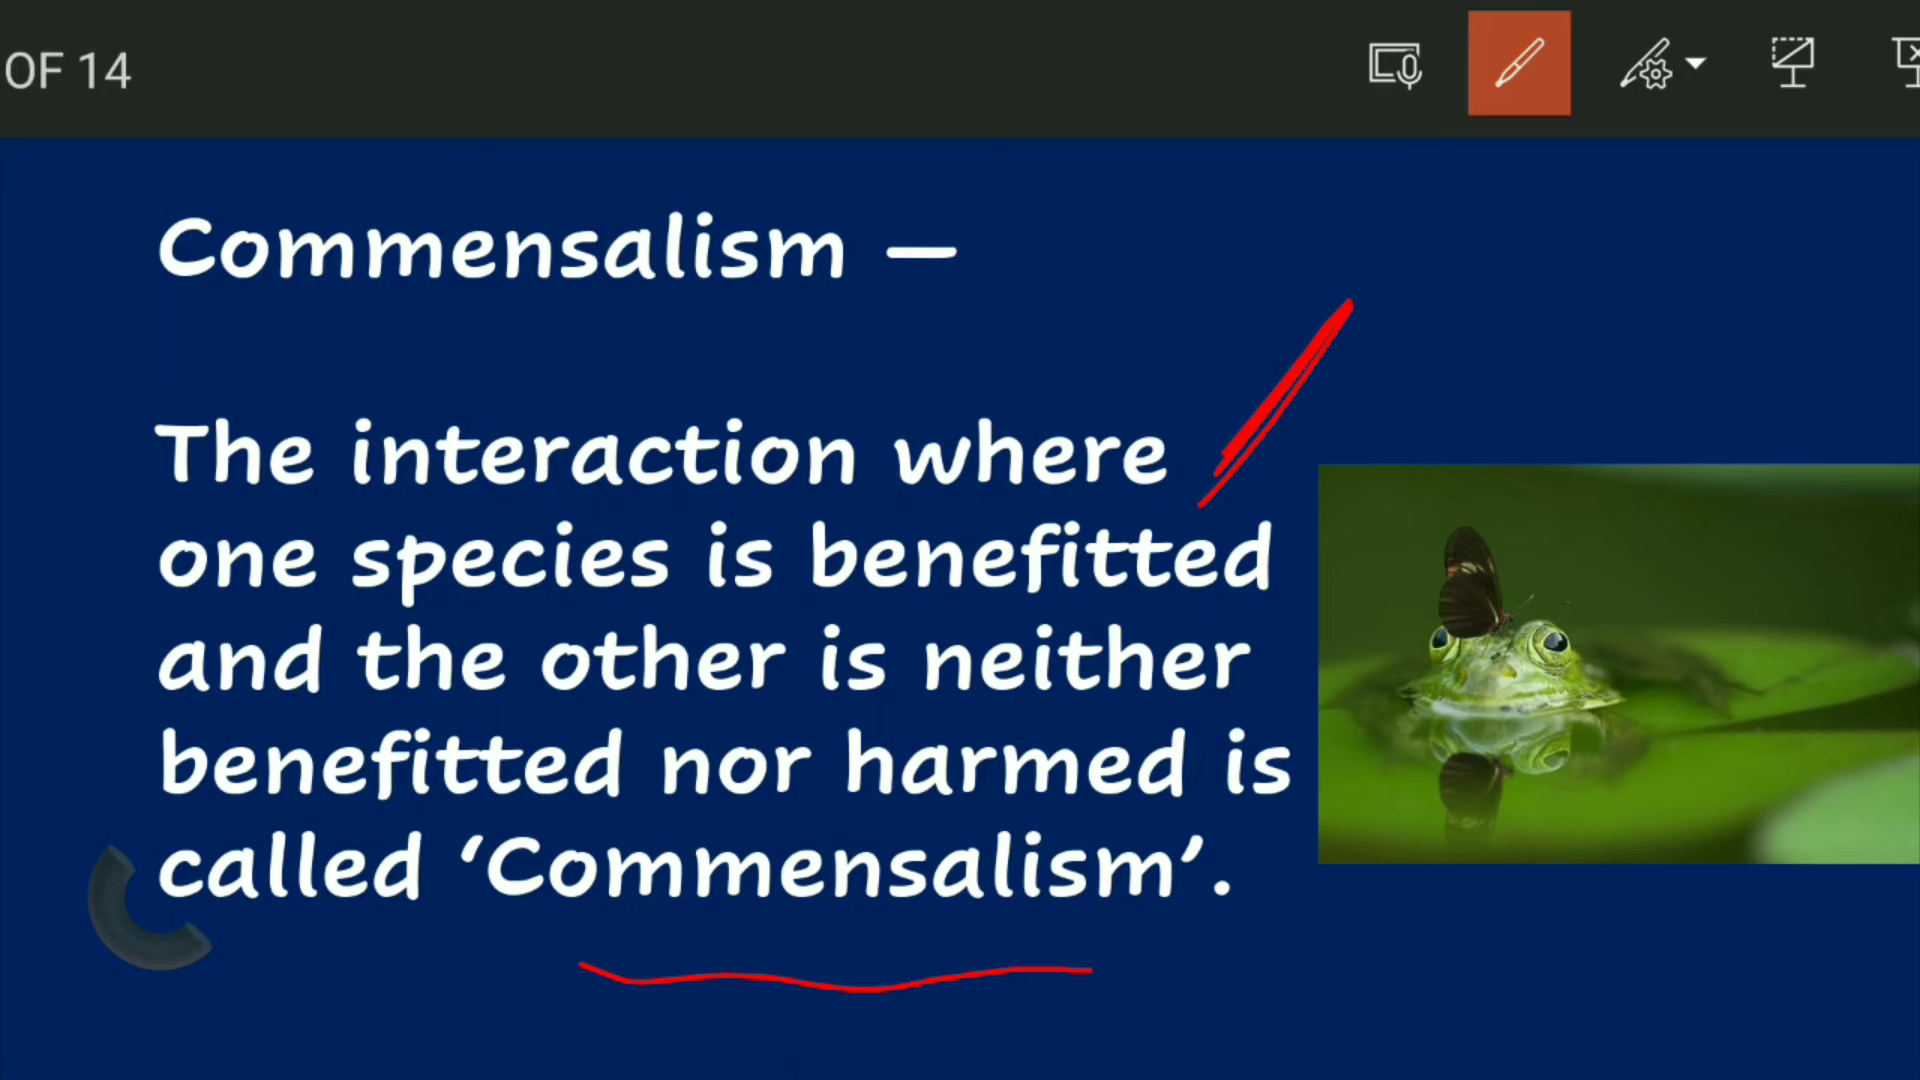 OF 14
Commensalism –
The interaction where
one species is benefitted
and the other is neither
benefitted nor harmed is
called ‘Commensalism’.